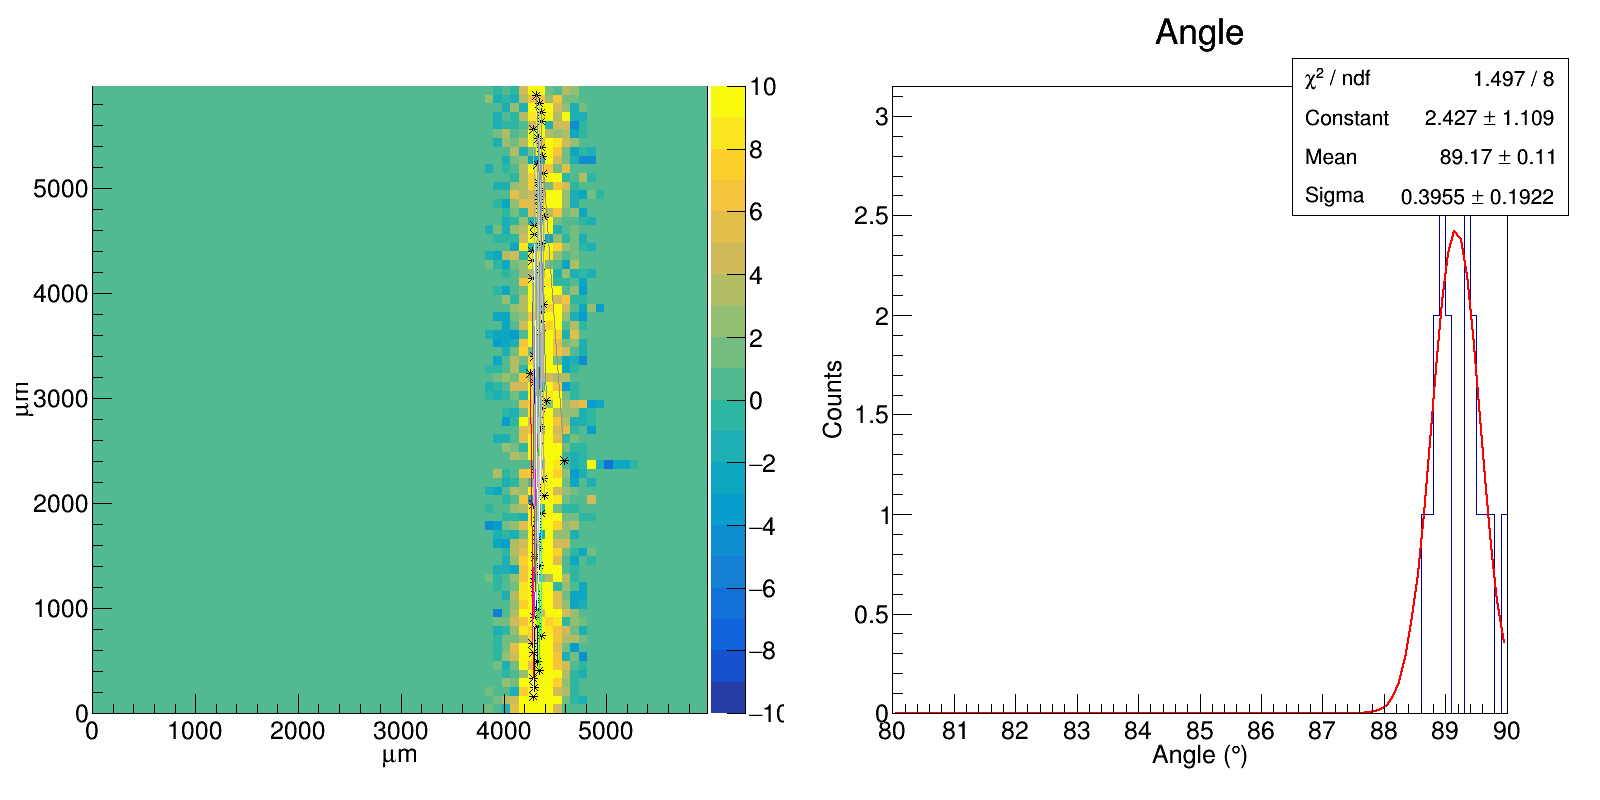 Angle
χ² / ndf 1.497 / 8
Constant 2.427 ± 1.109
Mean 89.17 ± 0.11
Sigma 0.3955 ± 0.1922
μm
5000
4000
3000
2000
1000
0
0 1000 2000 3000 4000 5000
μm
10
8
6
4
2
0
−2
−4
−6
−8
Counts
3
2.5
2
1.5
1
0.5
0
80 81 82 83 84 85 86 87 88 89 90
Angle (°)